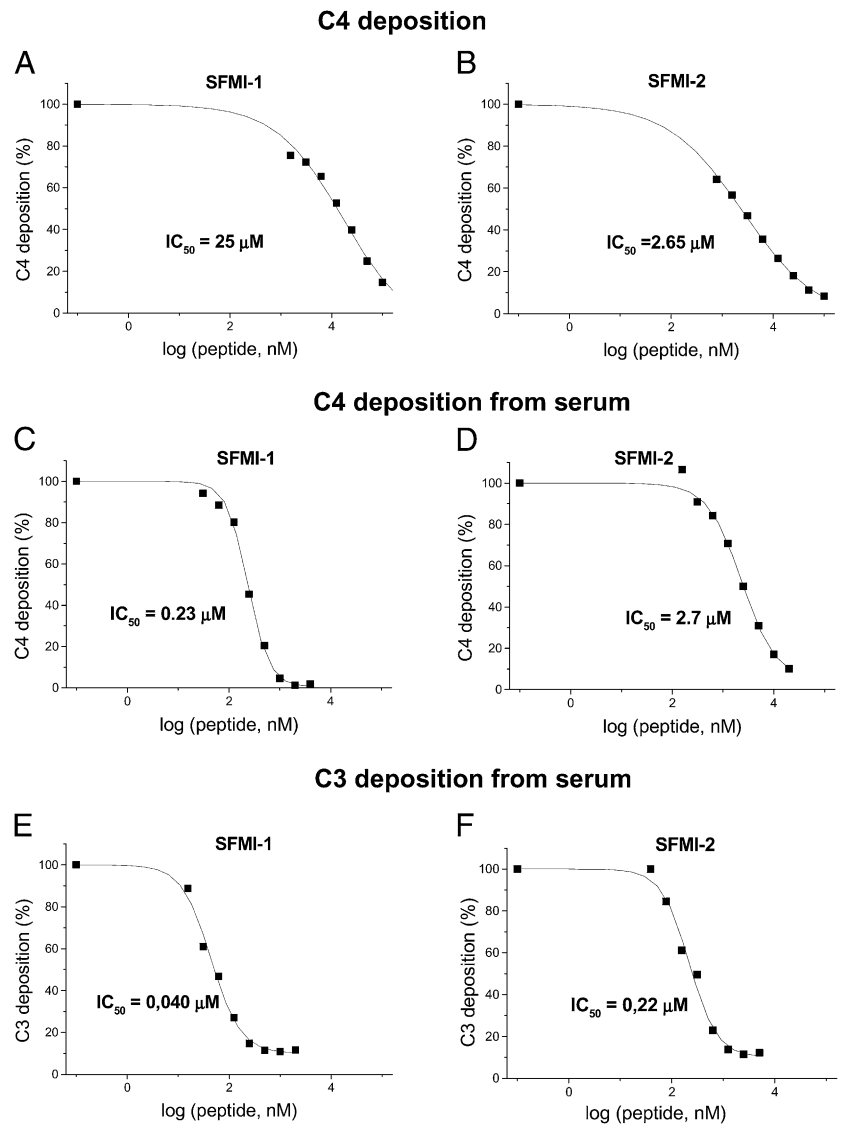 C4 deposition
A
B
SFMI-1
SFMI-2
100
80
60
40
20
0
C4 deposition (%)
IC50 = 25 µM
0
2
4
log (peptide, nM)
100
80
60
40
20
0
C4 deposition (%)
IC50 =2.65 µM
0
2
4
log (peptide, nM)
C4 deposition from serum
C
D
SFMI-1
SFMI-2
100
80
60
40
20
0
C4 deposition (%)
IC50 = 0.23 µM
0
2
4
log (peptide, nM)
100
80
60
40
20
0
C4 deposition (%)
IC50 = 2.7 µM
0
2
4
log (peptide, nM)
C3 deposition from serum
E
F
SFMI-1
SFMI-2
100
80
60
40
20
0
C3 deposition (%)
IC50 = 0,040 µM
0
2
4
log (peptide, nM)
100
80
60
40
20
0
C3 deposition (%)
IC50 = 0,22 µM
0
2
4
log (peptide, nM)